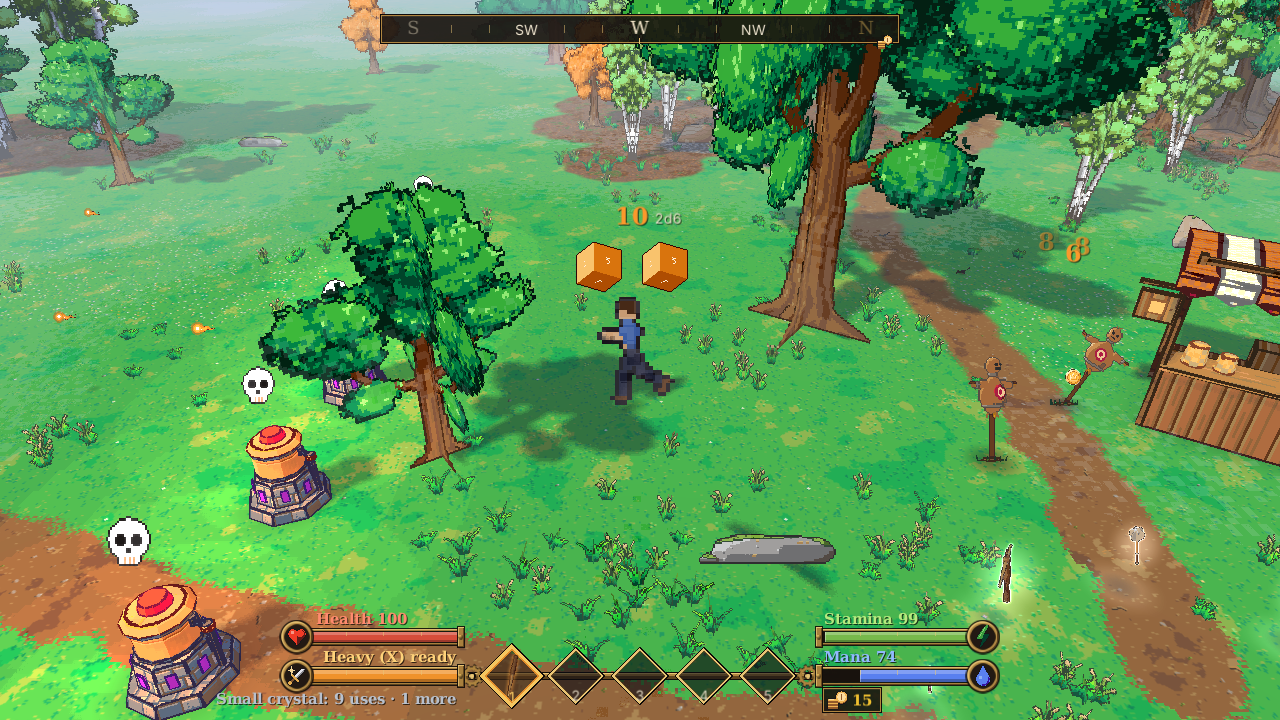 S SW W NW N
10 2d6
8 6 8
Health 100
Stamina 99
Heavy (X) ready
Mana 74
1 2 3 4 5
Small crystal: 9 uses · 1 more
15